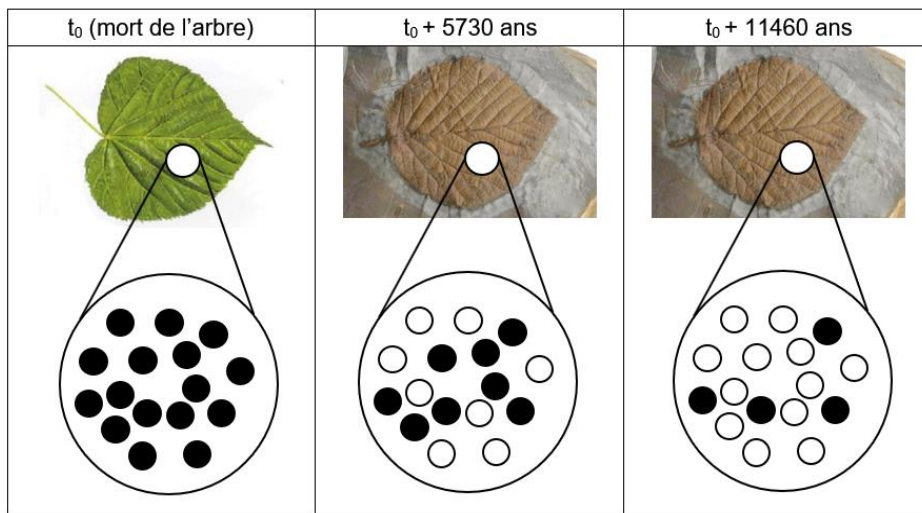 t₀ (mort de l'arbre)
t₀ + 5730 ans
t₀ + 11460 ans